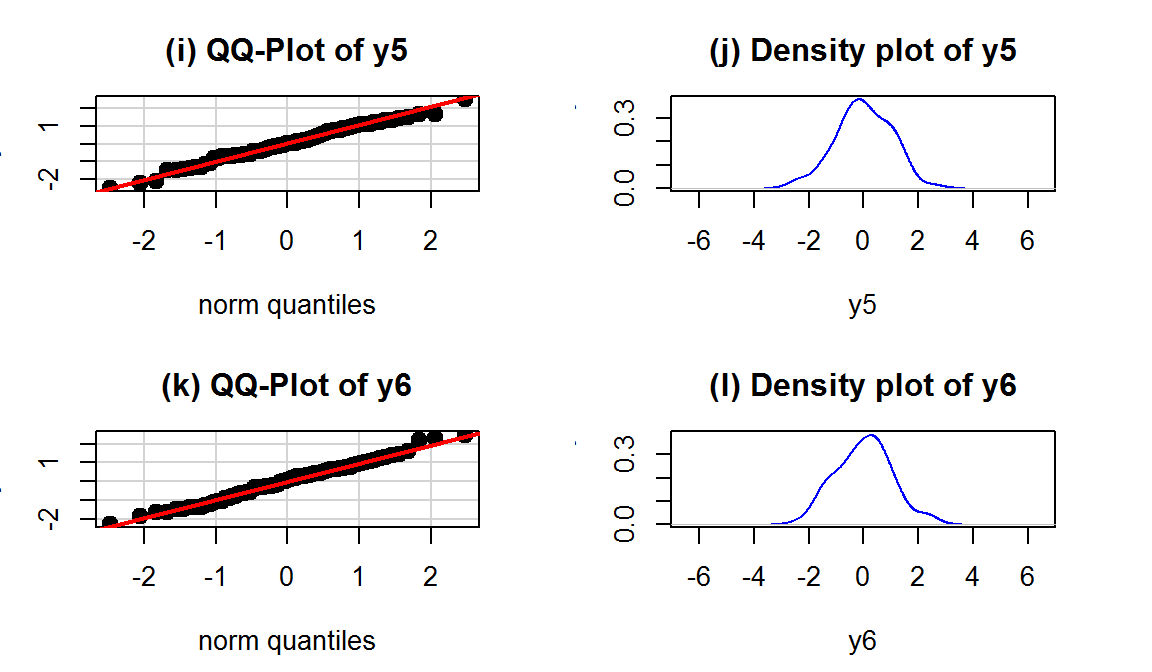 (i) QQ-Plot of y5
1
-2
-2 -1 0 1 2
norm quantiles
(j) Density plot of y5
0.3
0.0
-6 -4 -2 0 2 4 6
y5
(k) QQ-Plot of y6
1
-2
-2 -1 0 1 2
norm quantiles
(l) Density plot of y6
0.3
0.0
-6 -4 -2 0 2 4 6
y6